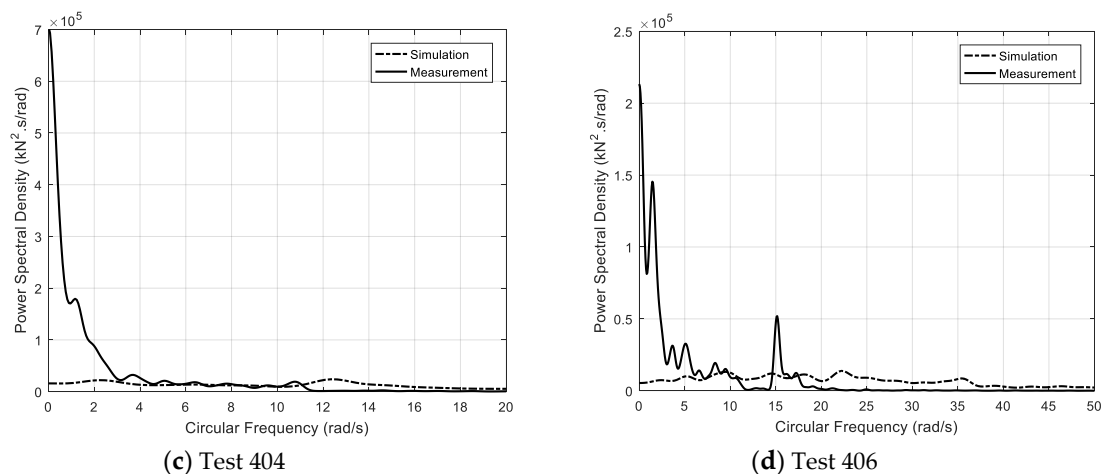 ×10⁵
7
6
5
4
3
2
1
0
Power Spectral Density (kN².s/rad)
0 2 4 6 8 10 12 14 16 18 20
Circular Frequency (rad/s)
Simulation
Measurement
(c) Test 404
×10⁵
2.5
2
1.5
1
0.5
0
Power Spectral Density (kN².s/rad)
0 5 10 15 20 25 30 35 40 45 50
Circular Frequency (rad/s)
Simulation
Measurement
(d) Test 406